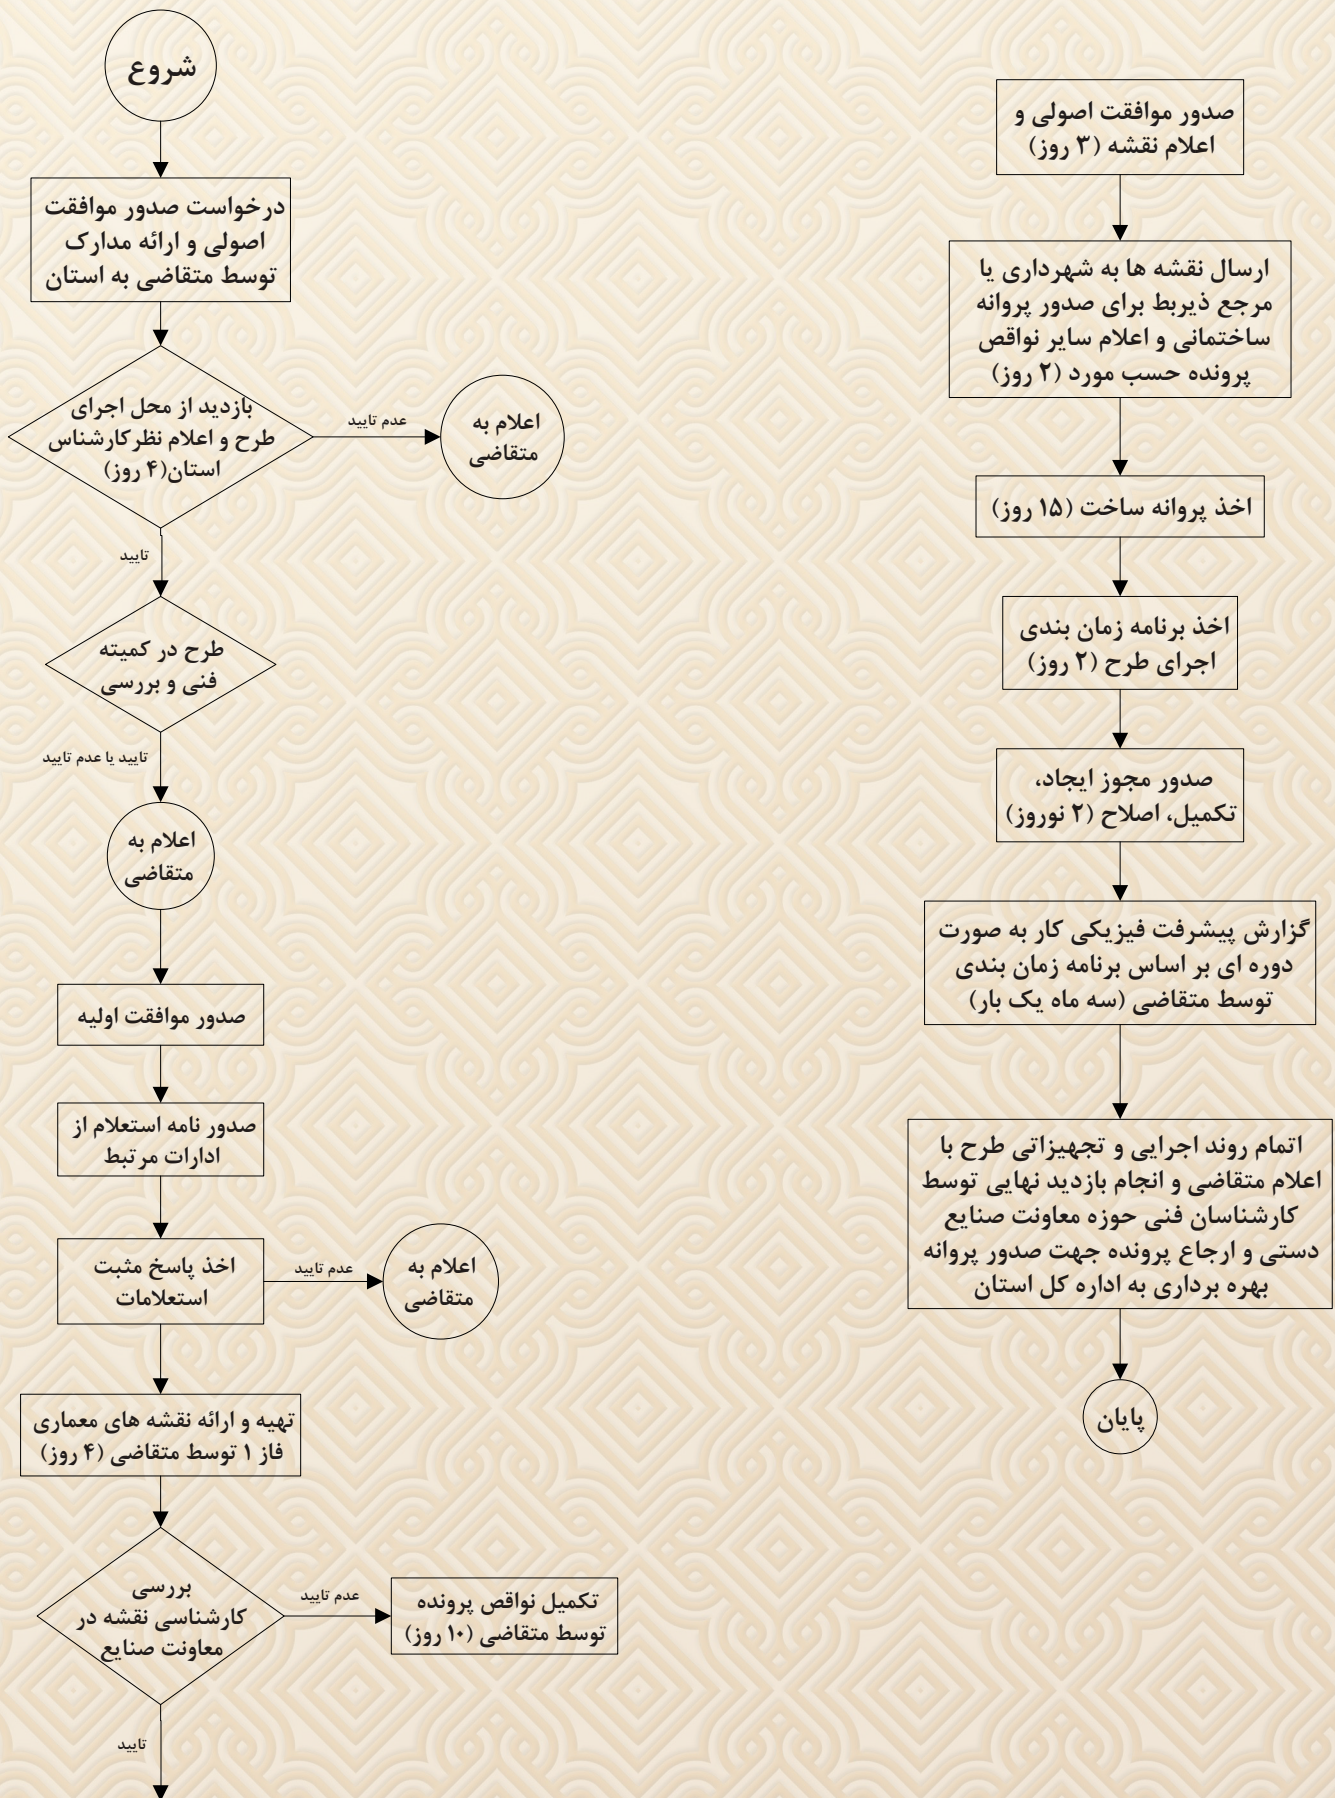 شروع
درخواست صدور موافقت
اصولی و ارائه مدارک
توسط متقاضی به استان
بازدید از محل اجرای
طرح و اعلام نظرکارشناس
استان(۴ روز)
عدم تایید
اعلام به
متقاضی
تایید
طرح در کمیته
فنی و بررسی
تایید یا عدم تایید
اعلام به
متقاضی
صدور موافقت اولیه
صدور نامه استعلام از
ادارات مرتبط
اخذ پاسخ مثبت
استعلامات
عدم تایید
اعلام به
متقاضی
تهیه و ارائه نقشه های معماری
فاز ۱ توسط متقاضی (۴ روز)
بررسی
کارشناسی نقشه در
معاونت صنایع
عدم تایید
تکمیل نواقص پرونده
توسط متقاضی (۱۰ روز)
تایید
صدور موافقت اصولی و
اعلام نقشه (۳ روز)
ارسال نقشه ها به شهرداری یا
مرجع ذیربط برای صدور پروانه
ساختمانی و اعلام سایر نواقص
پرونده حسب مورد (۲ روز)
اخذ پروانه ساخت (۱۵ روز)
اخذ برنامه زمان بندی
اجرای طرح (۲ روز)
صدور مجوز ایجاد،
تکمیل، اصلاح (۲ نوروز)
گزارش پیشرفت فیزیکی کار به صورت
دوره ای بر اساس برنامه زمان بندی
توسط متقاضی (سه ماه یک بار)
اتمام روند اجرایی و تجهیزاتی طرح با
اعلام متقاضی و انجام بازدید نهایی توسط
کارشناسان فنی حوزه معاونت صنایع
دستی و ارجاع پرونده جهت صدور پروانه
بهره برداری به اداره کل استان
پایان